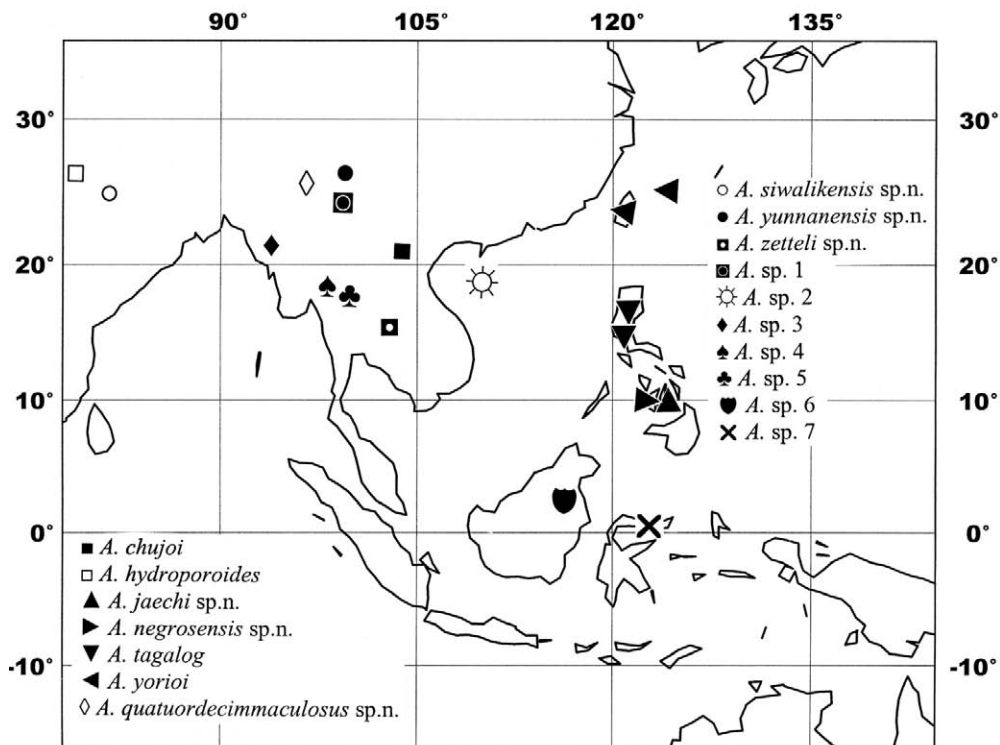 90° 105° 120° 135°
30° 30°
A. siwalikensis sp.n.
A. yunnanensis sp.n.
A. zetteli sp.n.
A. sp. 1
20° 20°
A. sp. 2
A. sp. 3
A. sp. 4
A. sp. 5
10° 10°
A. sp. 6
A. sp. 7
0° 0°
A. chujoi
A. hydroporoides
A. jaechi sp.n.
A. negrosensis sp.n.
A. tagalog
-10° -10°
A. yorioi
A. quatuordecimmaculosus sp.n.